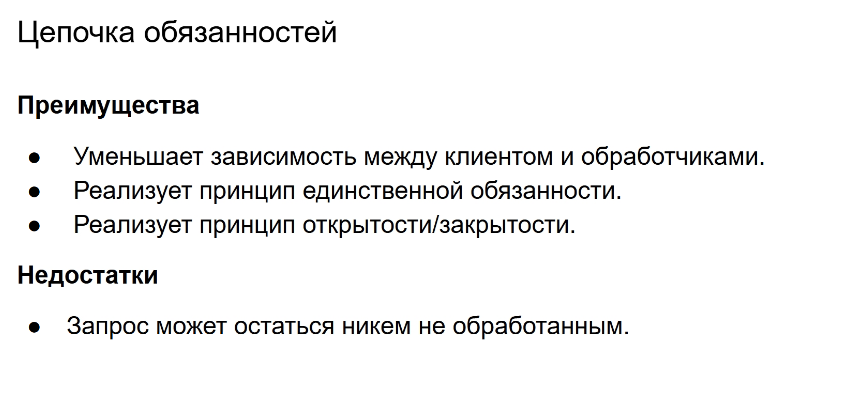 Цепочка обязанностей
Преимущества
● Уменьшает зависимость между клиентом и обработчиками.
● Реализует принцип единственной обязанности.
● Реализует принцип открытости/закрытости.
Недостатки
● Запрос может остаться никем не обработанным.